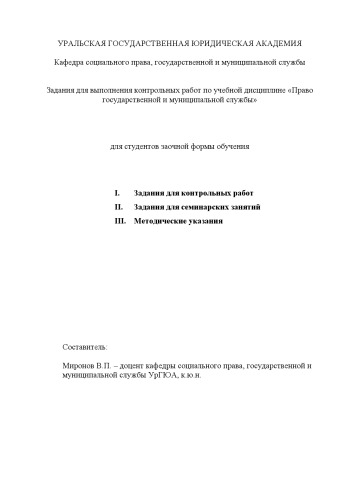 УРАЛЬСКАЯ ГОСУДАРСТВЕННАЯ ЮРИДИЧЕСКАЯ АКАДЕМИЯ
Кафедра социального права, государственной и муниципальной службы
Задания для выполнения контрольных работ по учебной дисциплине «Право
государственной и муниципальной службы»
для студентов заочной формы обучения
I. Задания для контрольных работ
II. Задания для семинарских занятий
III. Методические указания
Составитель:
Миронов В.П. – доцент кафедры социального права, государственной и
муниципальной службы УрГЮА, к.ю.н.